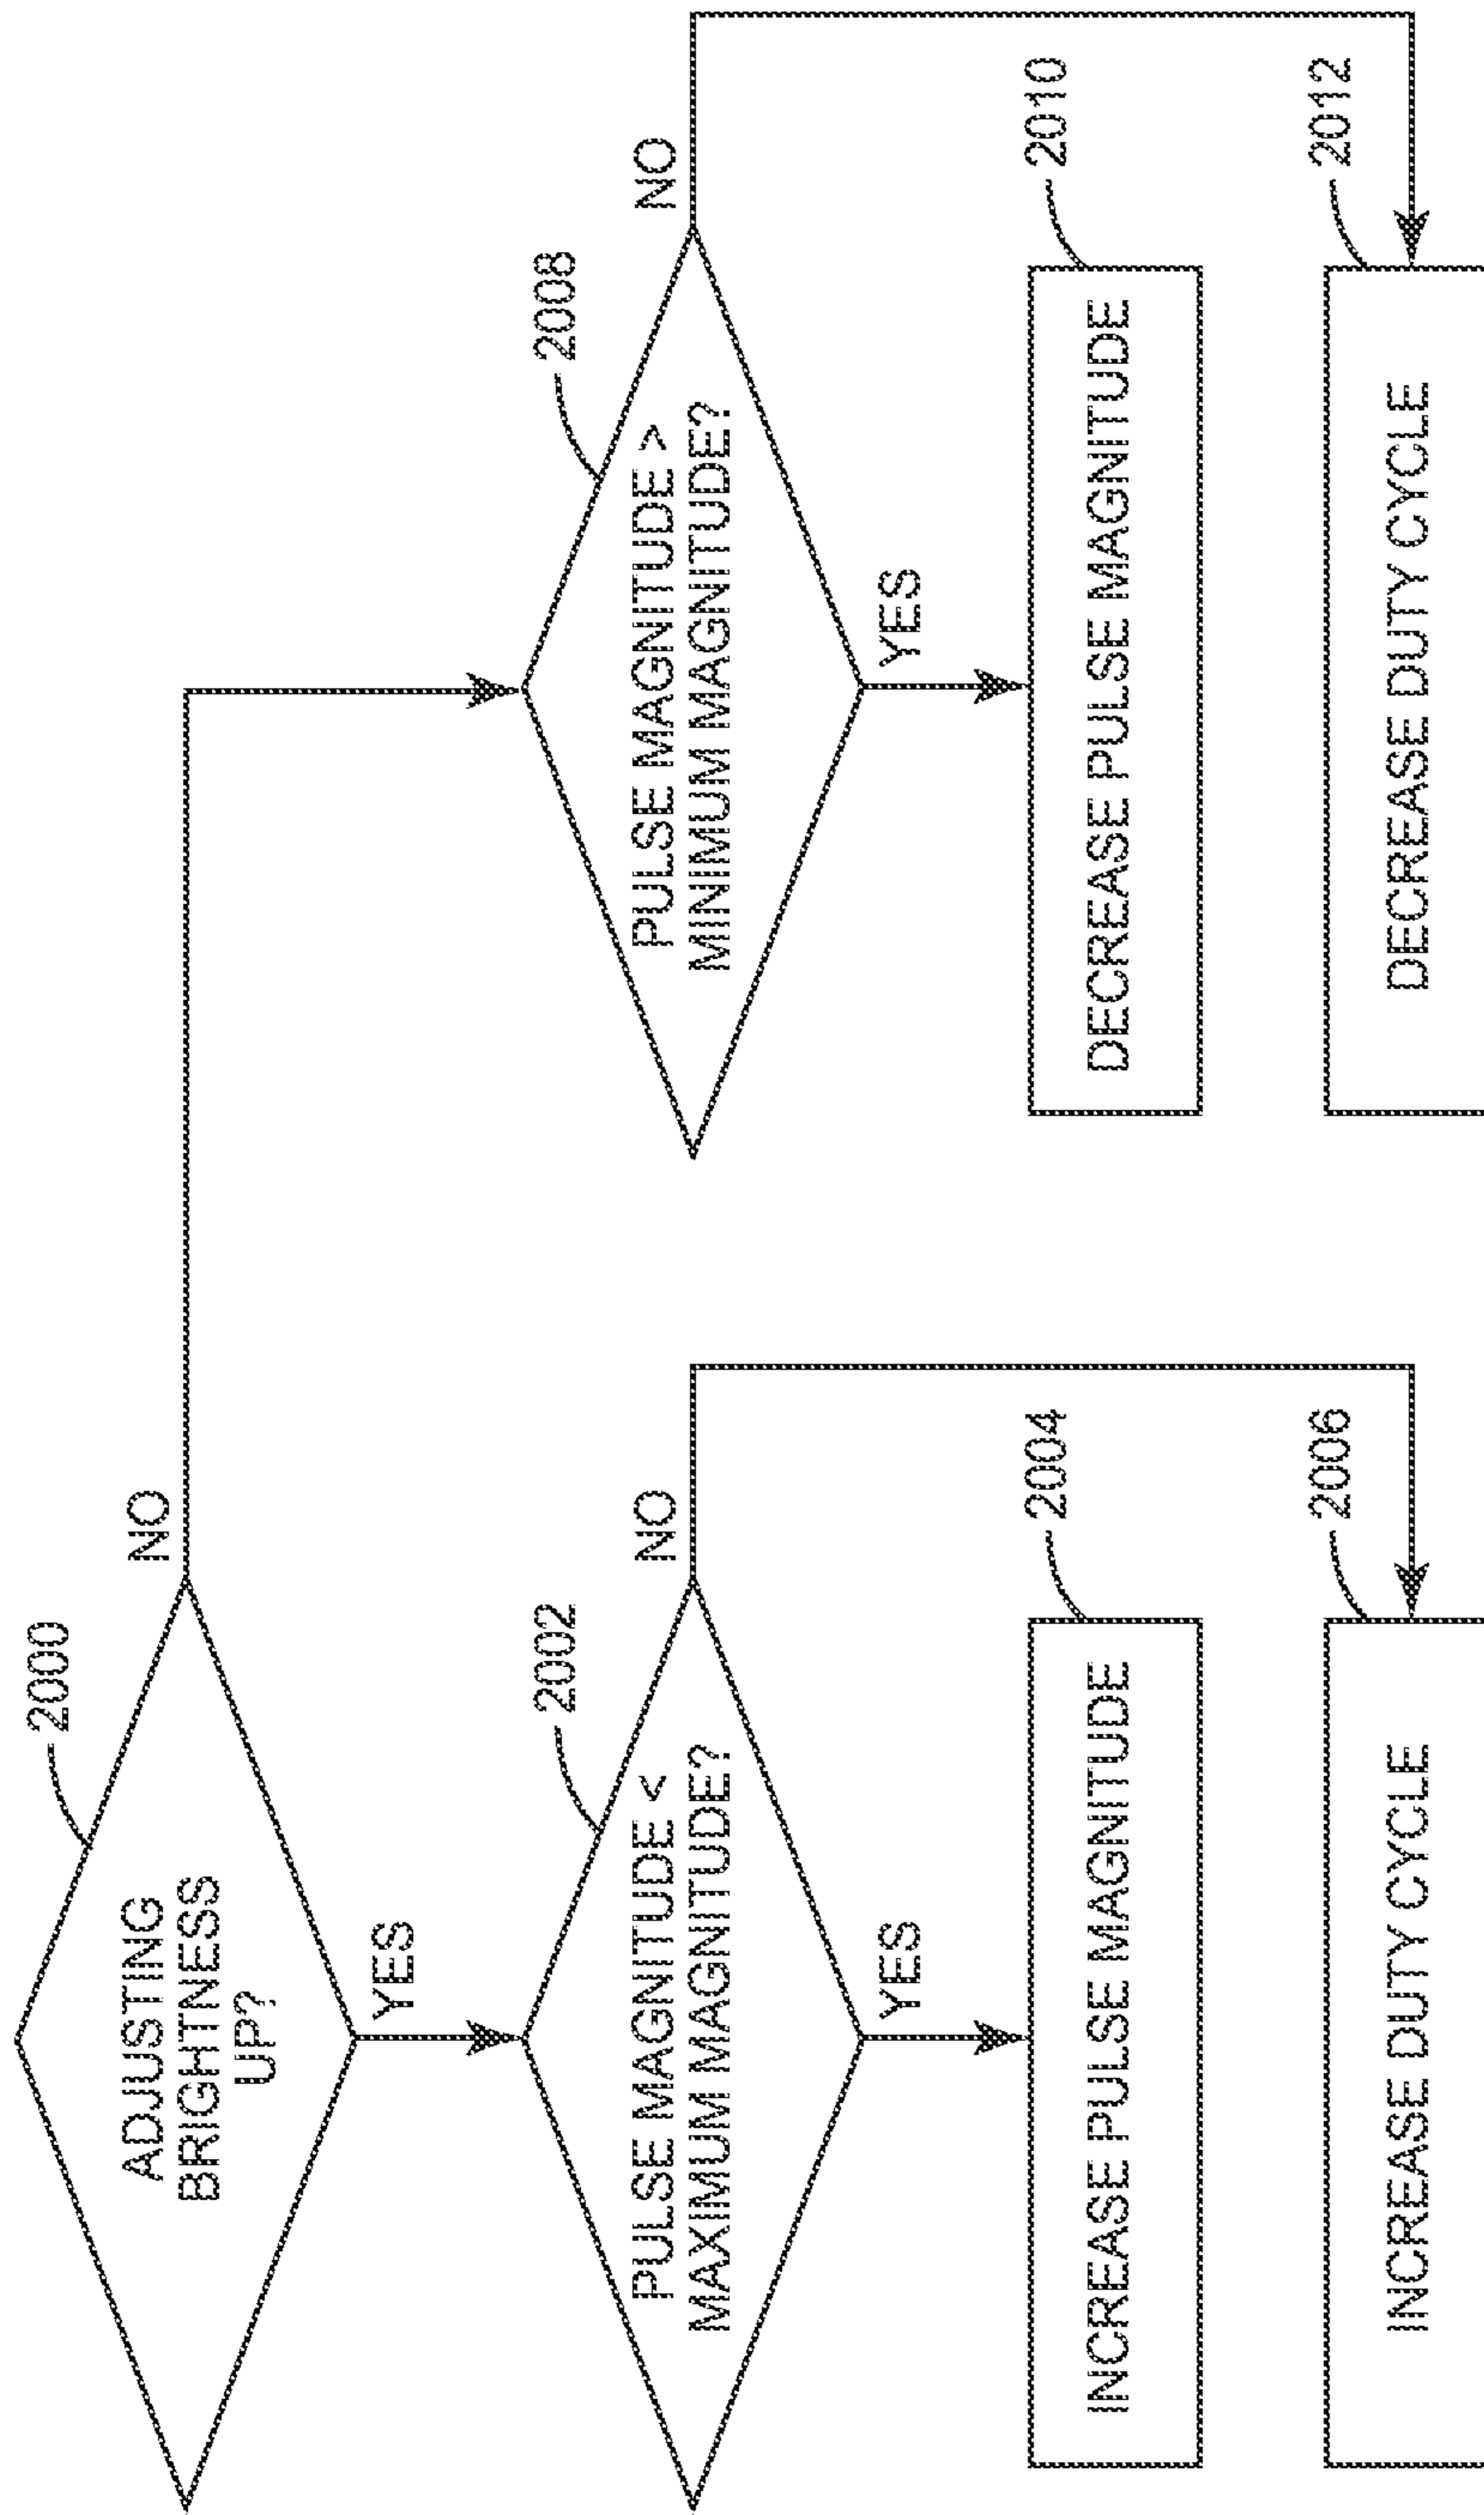 2000
ADJUSTING
BRIGHTNESS
UP?
NO
YES
2002
PULSE MAGNITUDE <
MAXIMUM MAGNITUDE?
NO
YES
2004
INCREASE PULSE MAGNITUDE
2006
INCREASE DUTY CYCLE
2008
PULSE MAGNITUDE >
MINIMUM MAGNITUDE?
NO
YES
2010
DECREASE PULSE MAGNITUDE
2012
DECREASE DUTY CYCLE